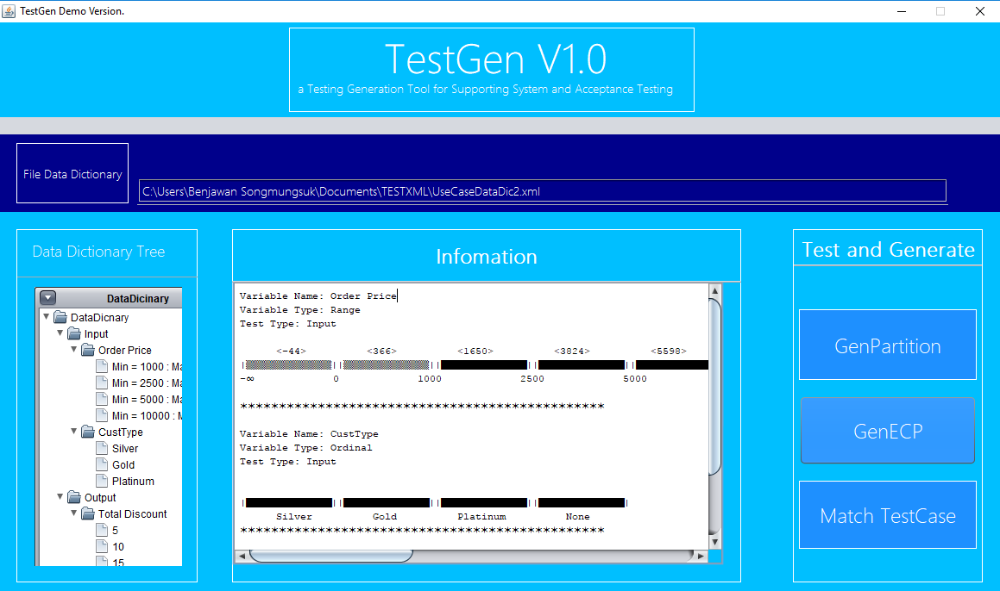 TestGen Demo Version.
TestGen V1.0
a Testing Generation Tool for Supporting System and Acceptance Testing
File Data Dictionary
C:\Users\Benjawan Songmungsuk\Documents\TESTXML\UseCaseDataDic2.xml
Data Dictionary Tree
DataDicinary
DataDicnary
Input
Order Price
Min = 1000 : Ma
Min = 2500 : Ma
Min = 5000 : Ma
Min = 10000 : M
CustType
Silver
Gold
Platinum
Output
Total Discount
5
10
15
Infomation
Variable Name: Order Price
Variable Type: Range
Test Type: Input
<-44> <366> <1650> <3824> <5598>
-∞ 0 1000 2500 5000
***********************************************
Variable Name: CustType
Variable Type: Ordinal
Test Type: Input
Silver Gold Platinum None
***********************************************
Test and Generate
GenPartition
GenECP
Match TestCase